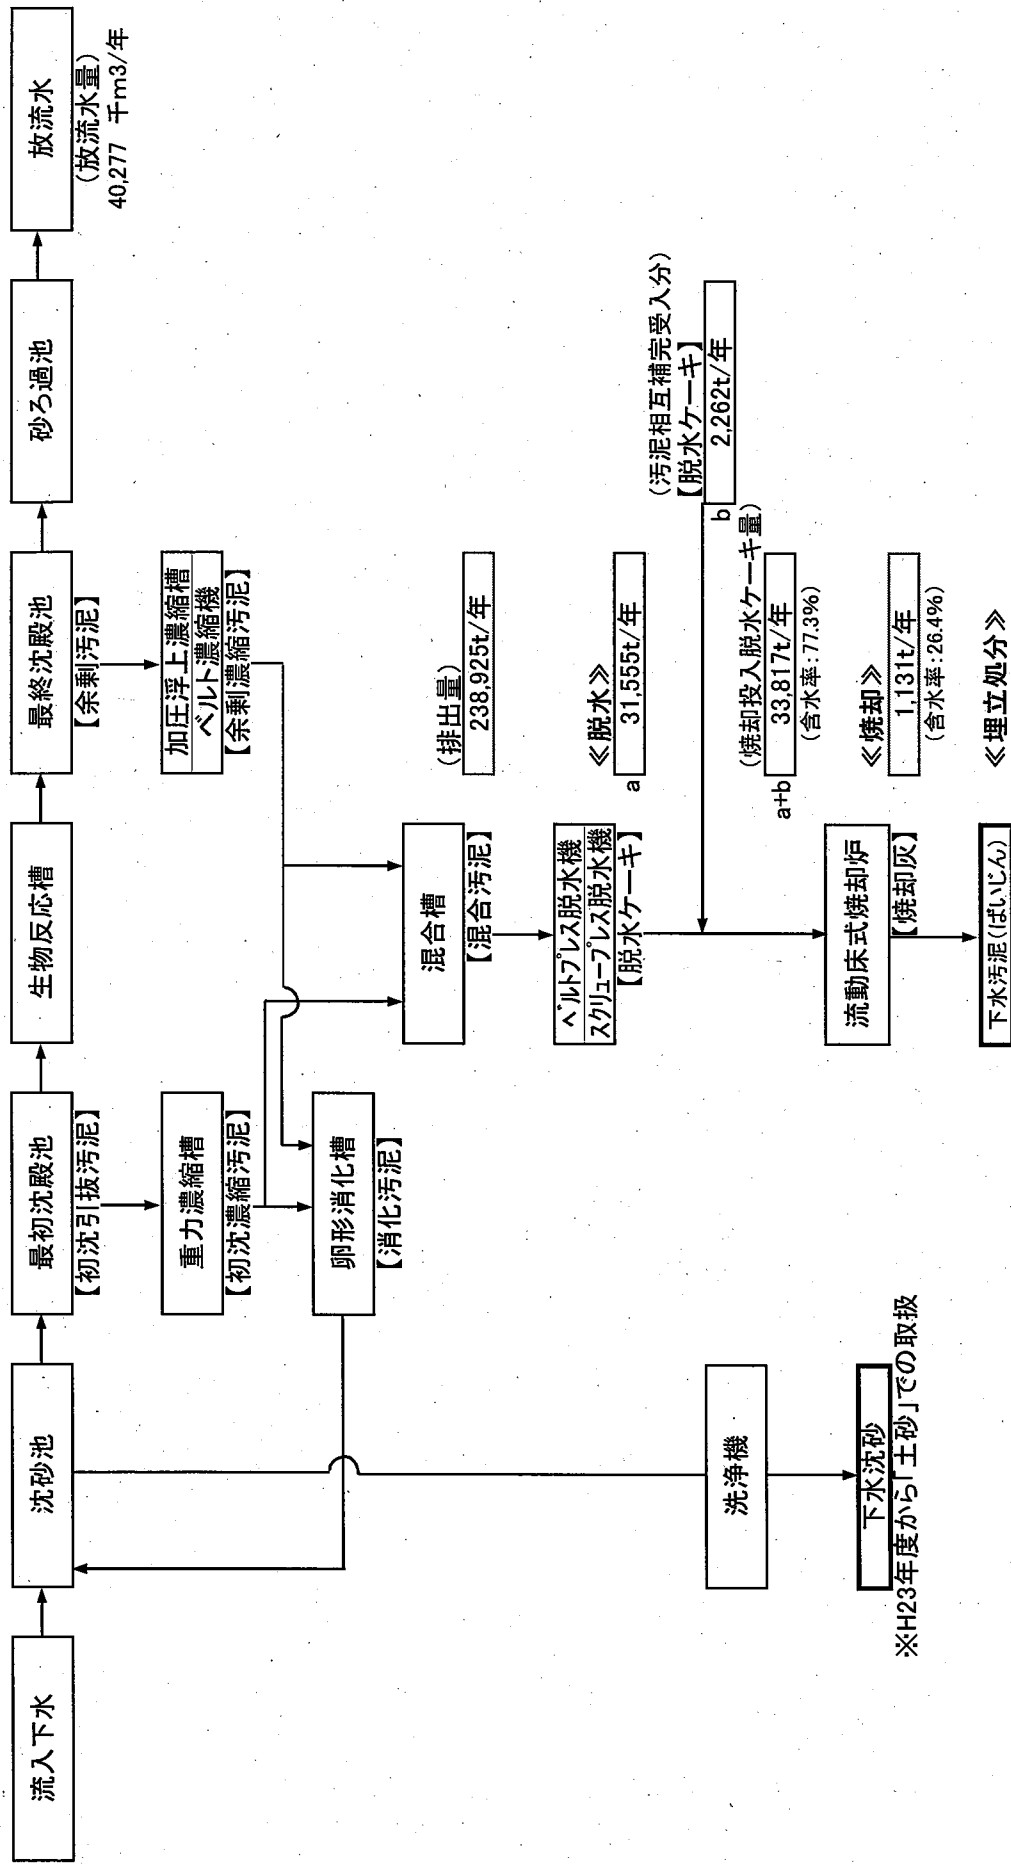 流入下水
沈砂池
最初沈殿池
【初沈引抜汚泥】
生物反応槽
最終沈殿池
【余剰汚泥】
砂ろ過池
放流水
(放流水量)
40,277 千m3/年
重力濃縮槽
【初沈濃縮汚泥】
加圧浮上濃縮槽
ベルト濃縮機
【余剰濃縮汚泥】
卵形消化槽
【消化汚泥】
混合槽
【混合汚泥】
(排出量)
238,925t/年
ベルトプレス脱水機
スクリュープレス脱水機
【脱水ケーキ】
≪脱水≫
a
31,555t/年
(汚泥相互補完受入分)
【脱水ケーキ】
b
2,262t/年
(焼却投入脱水ケーキ量)
a+b
33,817t/年
(含水率:77.3%)
洗浄機
流動床式焼却炉
【焼却灰】
≪焼却≫
1,131t/年
(含水率:26.4%)
下水沈砂
※H23年度から「土砂」での取扱
下水汚泥(ばいじん)
≪埋立処分≫